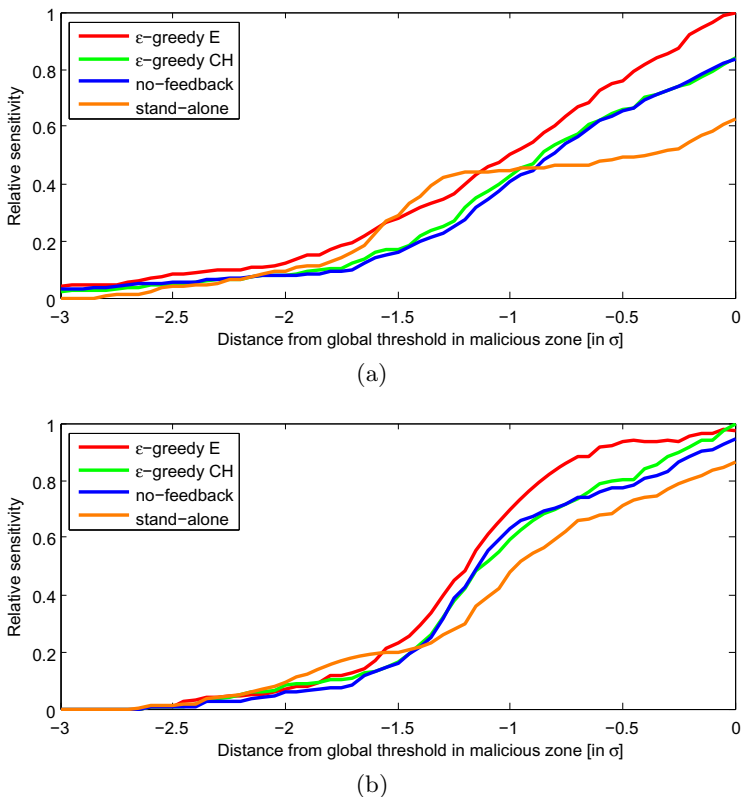 1
0.8
0.6
0.4
0.2
0
Relative sensitivity
ε−greedy E
ε−greedy CH
no−feedback
stand−alone
−3 −2.5 −2 −1.5 −1 −0.5 0
Distance from global threshold in malicious zone [in σ]
(a)
1
0.8
0.6
0.4
0.2
0
Relative sensitivity
ε−greedy E
ε−greedy CH
no−feedback
stand−alone
−3 −2.5 −2 −1.5 −1 −0.5 0
Distance from global threshold in malicious zone [in σ]
(b)